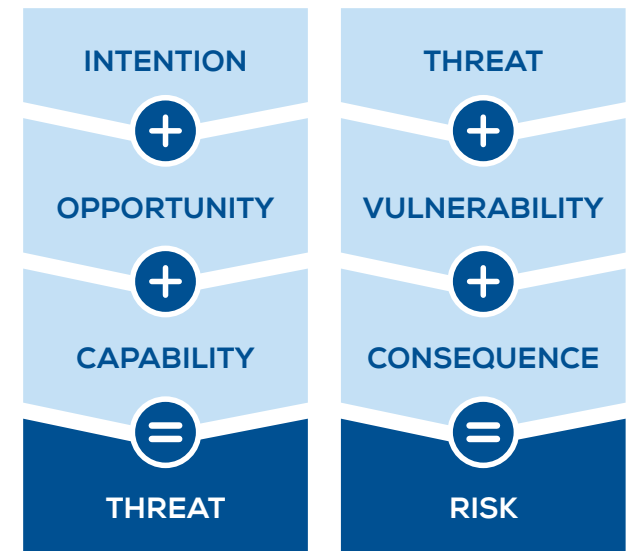 INTENTION
+
OPPORTUNITY
+
CAPABILITY
=
THREAT
THREAT
+
VULNERABILITY
+
CONSEQUENCE
=
RISK